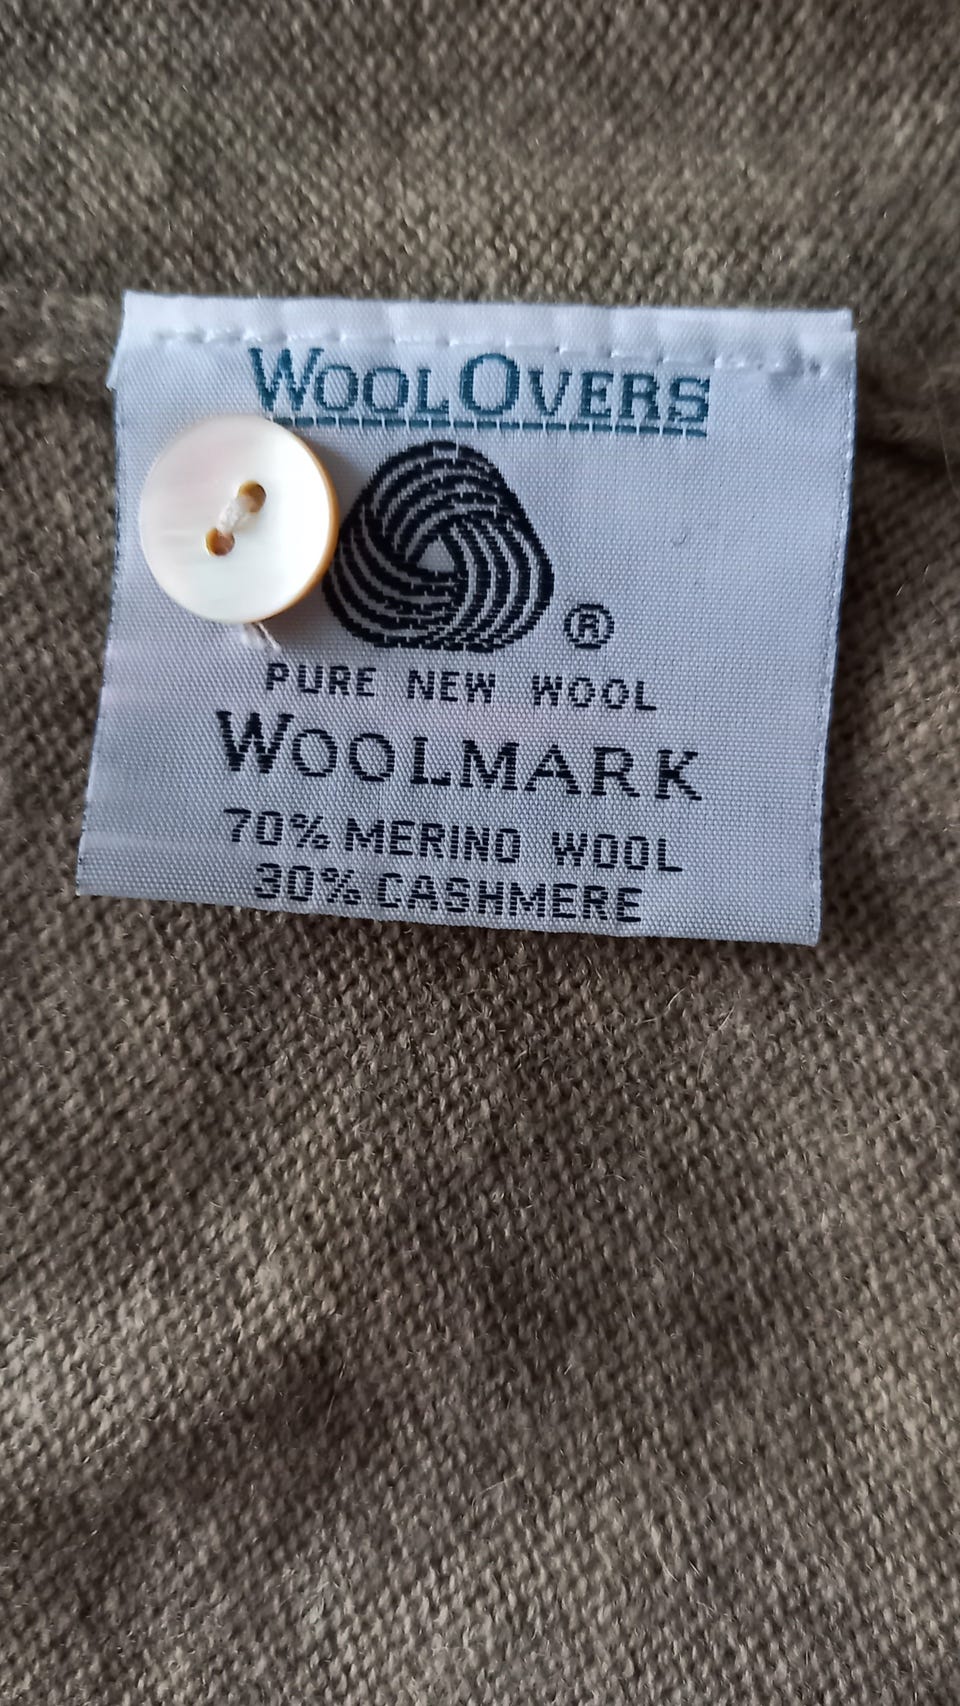 WOOLOVERS
®
PURE NEW WOOL
WOOLMARK
70% MERINO WOOL
30% CASHMERE